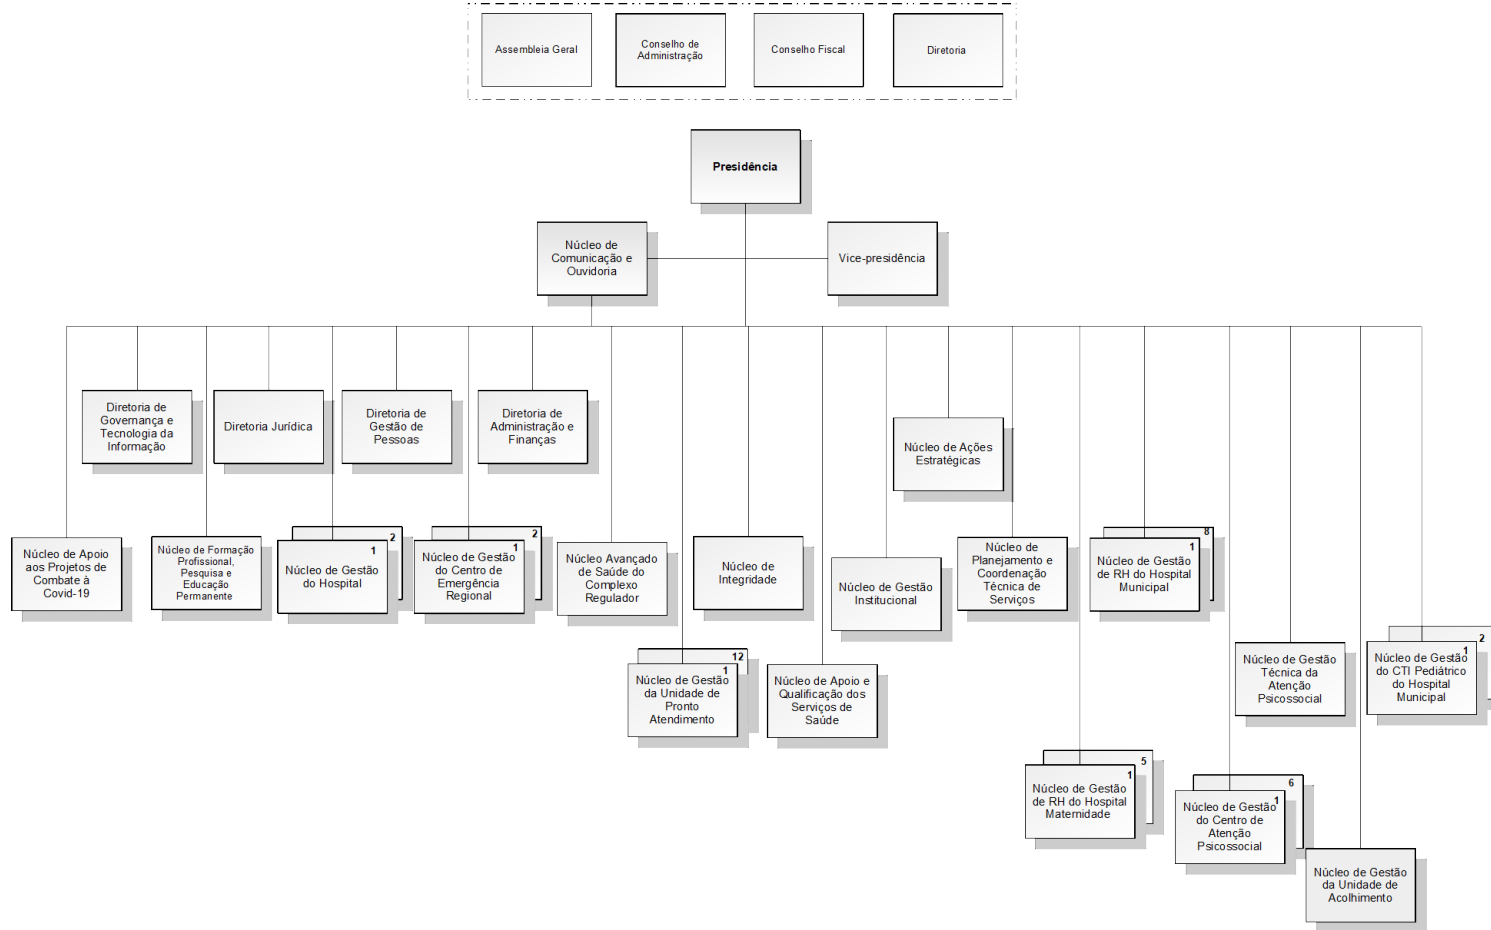 Assembleia Geral
Conselho de
Administração
Conselho Fiscal
Diretoria
Presidência
Núcleo de
Comunicação e
Ouvidoria
Vice-presidência
Diretoria de
Governança e
Tecnologia da
Informação
Diretoria Jurídica
Diretoria de
Gestão de
Pessoas
Diretoria de
Administração e
Finanças
Núcleo de Ações
Estratégicas
Núcleo de Apoio
aos Projetos de
Combate à
Covid-19
Núcleo de Formação
Profissional,
Pesquisa e
Educação
Permanente
2
1
Núcleo de Gestão
do Hospital
2
1
Núcleo de Gestão
do Centro de
Emergência
Regional
Núcleo Avançado
de Saúde do
Complexo
Regulador
Núcleo de
Integridade
Núcleo de Gestão
Institucional
Núcleo de
Planejamento e
Coordenação
Técnica de
Serviços
8
1
Núcleo de Gestão
de RH do Hospital
Municipal
12
1
Núcleo de Gestão
da Unidade de
Pronto
Atendimento
Núcleo de Apoio e
Qualificação dos
Serviços de
Saúde
Núcleo de Gestão
Técnica da
Atenção
Psicossocial
2
1
Núcleo de Gestão
do CTI Pediátrico
do Hospital
Municipal
5
1
Núcleo de Gestão
de RH do Hospital
Maternidade
6
1
Núcleo de Gestão
do Centro de
Atenção
Psicossocial
Núcleo de Gestão
da Unidade de
Acolhimento